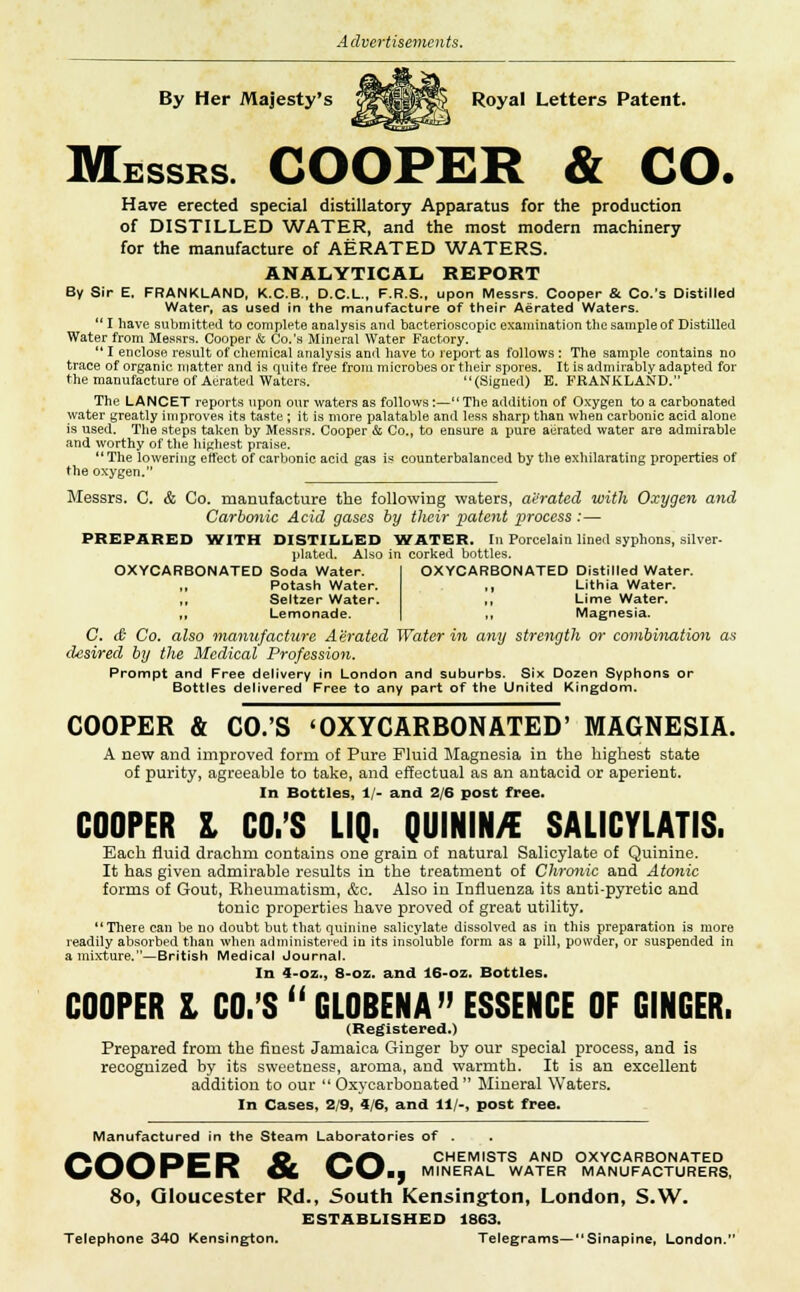 Advertisements.
By Her Majesty's Royal Letters Patent.
MESSRS. COOPER & CO.
Have erected special distillatory Apparatus for the production
of DISTILLED WATER, and the most modern machinery
for the manufacture of AËRATED WATERS.
ANALYTICAL REPORT
By Sir E. FRANKLAND, K.C.B., D.C.L., F.R.S., upon Messrs. Cooper & Co.'s Distilled
Water, as used in the manufacture of their Aërated Waters.
"I have submitted to complete analysis and bacterioscopic examination the sample of Distilled
Water from Messrs. Cooper & Co.'s Mineral Water Factory.
"I enclose result of chemical analysis and have to report as follows: The sample contains no
trace of organic matter and is quite free from microbes or their spores. It is admirably adapted for
the manufacture of Aërated Waters. "(Signed) E. FRANKLAND."
The LANCET reports upon our waters as follows:—"The addition of Oxygen to a carbonated
water greatly improves its taste; it is more palatable and less sharp than when carbonic acid alone
is used. The steps taken by Messrs. Cooper & Co., to ensure a pure aërated water are admirable
and worthy of the highest praise.
"The lowering effect of carbonic acid gas is counterbalanced by the exhilarating properties of
the oxygen."
Messrs. C. & Co. manufacture the following waters, aërated with Oxygen and
Carbonic Acid gases by their patent process:—
PREPARED WITH DISTILLED WATER. In Porcelain lined syphons, silver-
plated. Also in corked bottles.
OXYCARBONATED Soda Water. OXYCARBONATED Distilled Water.
,, Potash Water. ,, Lithia Water.
,, Seltzer Water. ,, Lime Water.
,, Lemonade. ,, Magnesia.
C. & Co. also manufacture Aërated Water in any strength or combination as
desired by the Medical Profession.
Prompt and Free delivery in London and suburbs. Six Dozen Syphons or
Bottles delivered Free to any part of the United Kingdom.
COOPER & CO.'S 'OXYCARBONATED' MAGNESIA.
A new and improved form of Pure Fluid Magnesia in the highest state
of purity, agreeable to take, and effectual as an antacid or aperient.
In Bottles, 1/- and 2/6 post free.
COOPER & CO.'S LIQ. QUININÆ SALICYLATIS.
Each fluid drachm contains one grain of natural Salicylate of Quinine.
It has given admirable results in the treatment of Chronic and Atonic
forms of Gout, Rheumatism, &c. Also in Influenza its anti-pyretic and
tonic properties have proved of great utility.
"There can be no doubt but that quinine salicylate dissolved as in this preparation is more
readily absorbed than when administered in its insoluble form as a pill, powder, or suspended in
a mixture."—British Medical Journal.
In 4-oz., 8-oz. and 16-oz. Bottles.
COOPER & CO.'S "GLOBENA" ESSENCE OF GINGER.
(Registered.)
Prepared from the finest Jamaica Ginger by our special process, and is
recognized by its sweetness, aroma, and warmth. It is an excellent
addition to our "Oxycarbonated" Mineral Waters.
In Cases, 2/9, 4/6, and 11/-, post free.
Manufactured in the Steam Laboratories of . .
COOPER & CO., CHEMISTS AND OXYCARBONATED
MINERAL WATER MANUFACTURERS,
80, Gloucester Rd., South Kensington, London, S.W.
ESTABLISHED 1863.
Telephone 340 Kensington. Telegrams—"Sinapine, London."